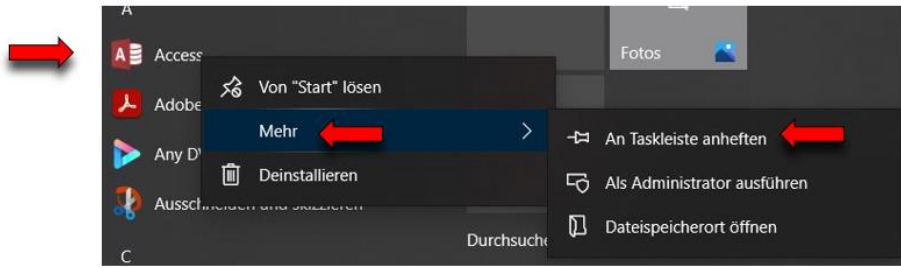 A
Access
Fotos
Von "Start" lösen
Adobe
Mehr
An Taskleiste anheften
Any
Deinstallieren
Als Administrator ausführen
Ausschneiden und skizzieren
Dateispeicherort öffnen
Durchsuche
C